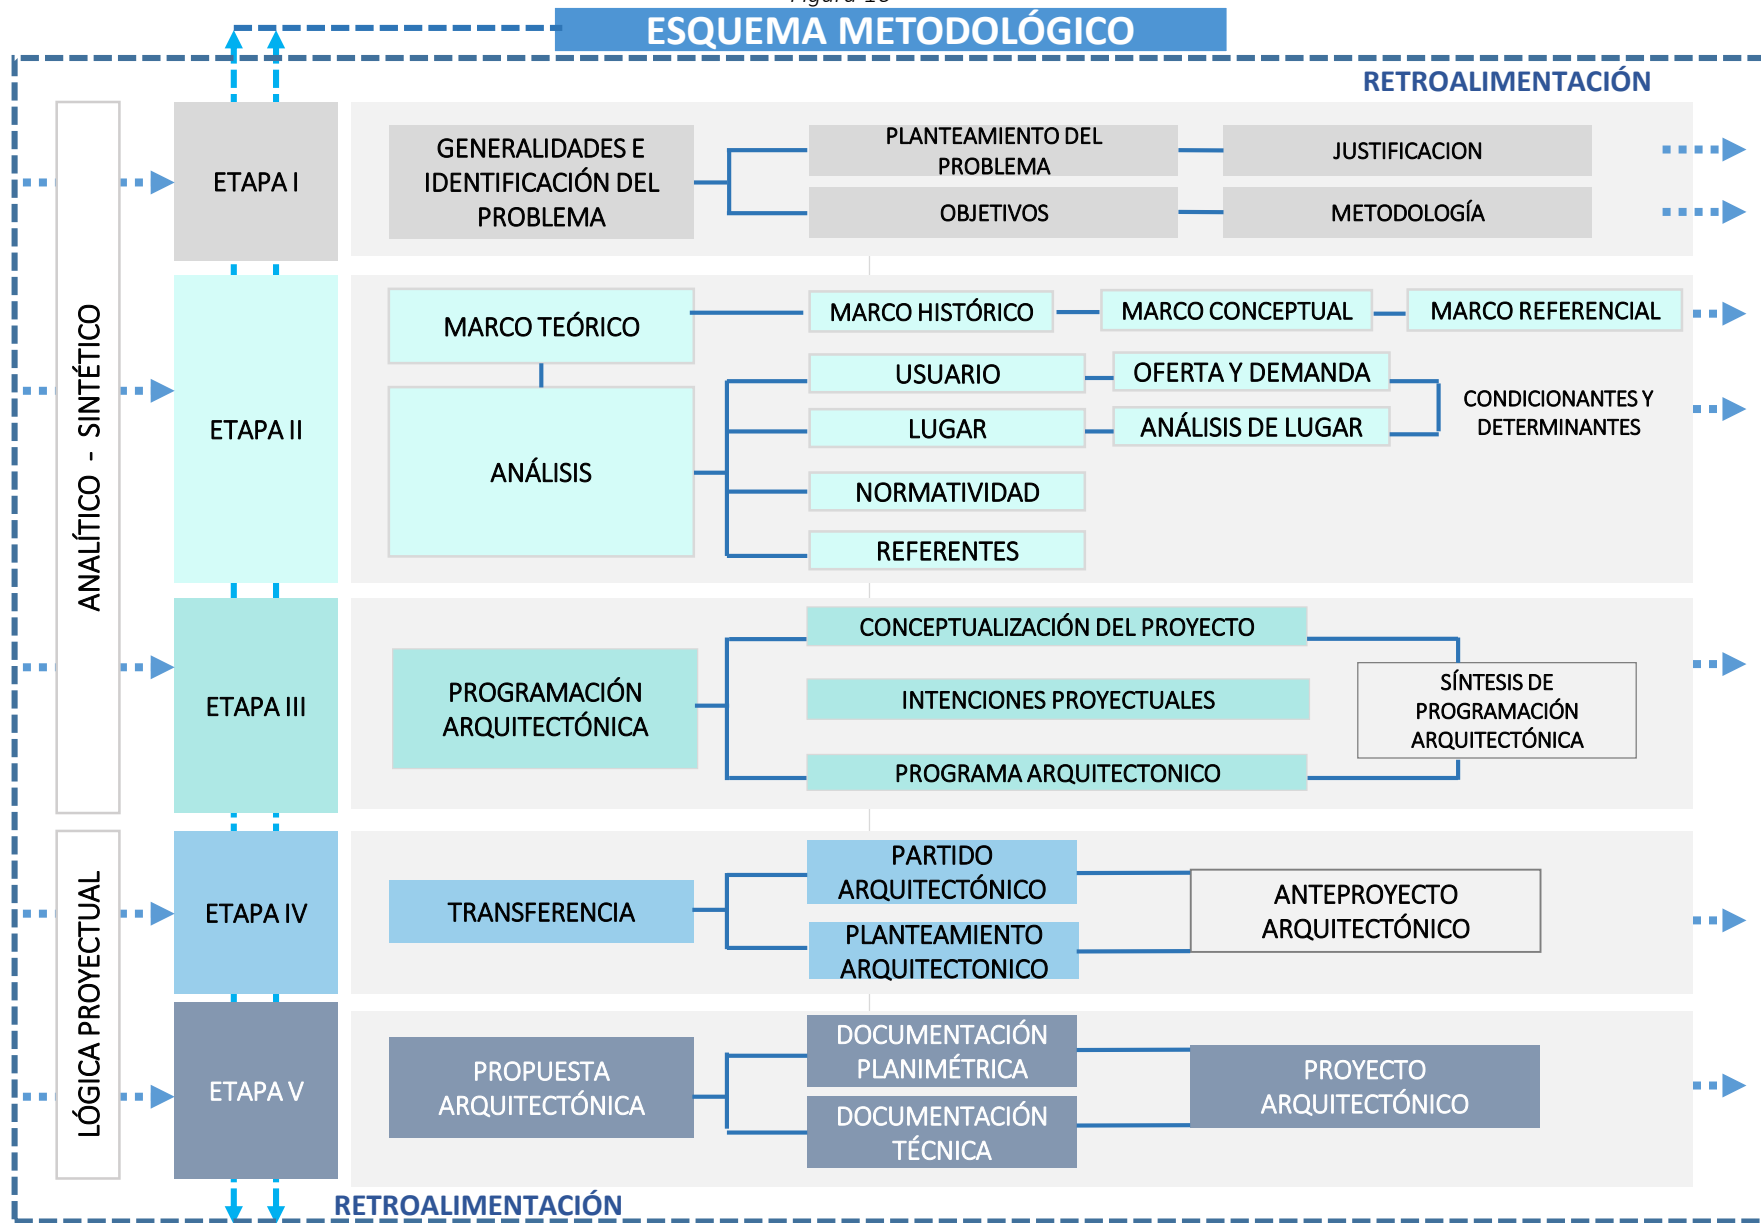 ESQUEMA METODOLÓGICO
RETROALIMENTACIÓN
ANALÍTICO - SINTÉTICO
ETAPA I
GENERALIDADES E
IDENTIFICACIÓN DEL
PROBLEMA
PLANTEAMIENTO DEL
PROBLEMA
JUSTIFICACION
OBJETIVOS
METODOLOGÍA
ETAPA II
MARCO TEÓRICO
MARCO HISTÓRICO
MARCO CONCEPTUAL
MARCO REFERENCIAL
ANÁLISIS
USUARIO
OFERTA Y DEMANDA
LUGAR
ANÁLISIS DE LUGAR
CONDICIONANTES Y
DETERMINANTES
NORMATIVIDAD
REFERENTES
ETAPA III
PROGRAMACIÓN
ARQUITECTÓNICA
CONCEPTUALIZACIÓN DEL PROYECTO
INTENCIONES PROYECTUALES
PROGRAMA ARQUITECTONICO
SÍNTESIS DE
PROGRAMACIÓN
ARQUITECTÓNICA
LÓGICA PROYECTUAL
ETAPA IV
TRANSFERENCIA
PARTIDO
ARQUITECTÓNICO
PLANTEAMIENTO
ARQUITECTONICO
ANTEPROYECTO
ARQUITECTÓNICO
ETAPA V
PROPUESTA
ARQUITECTÓNICA
DOCUMENTACIÓN
PLANIMÉTRICA
DOCUMENTACIÓN
TÉCNICA
PROYECTO
ARQUITECTÓNICO
RETROALIMENTACIÓN